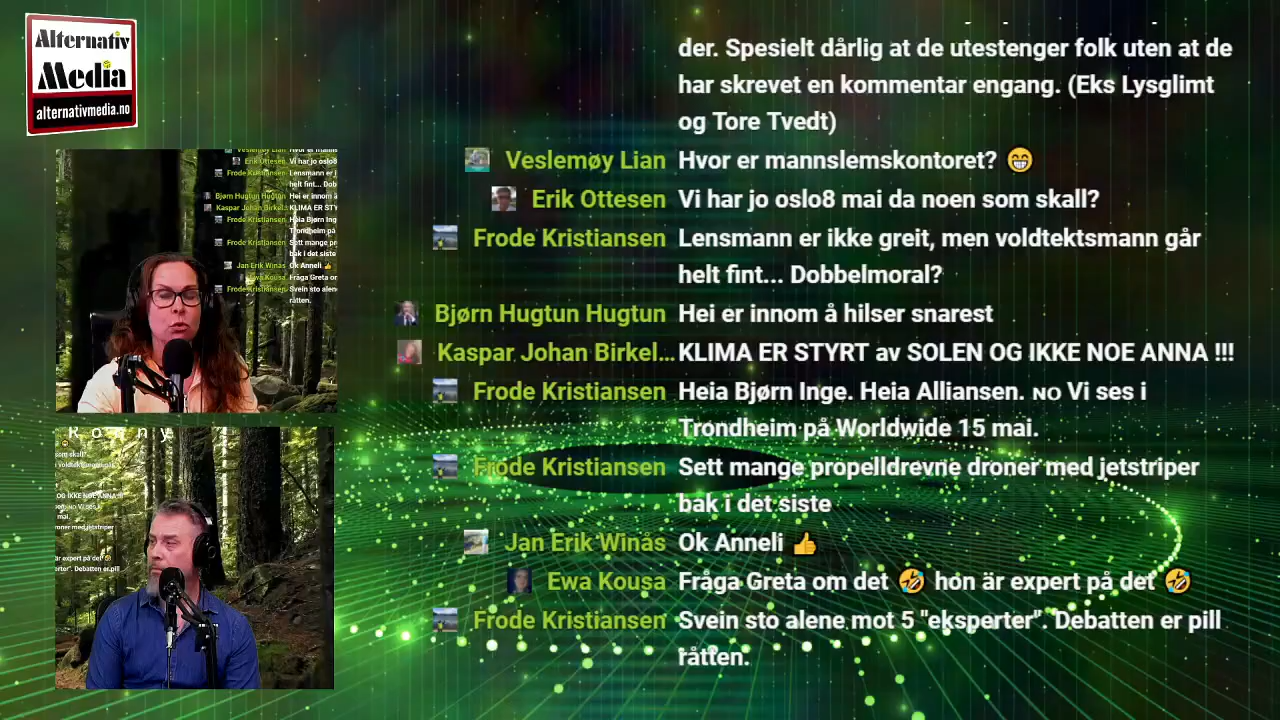 Alternativ
Media
alternativmedia.no
der. Spesielt dårlig at de utestenger folk uten at de
har skrevet en kommentar engang. (Eks Lysglimt
og Tore Tvedt)
Veslemøy Lian Hvor er mannslemskontoret? 😁
Erik Ottesen Vi har jo oslo8 mai da noen som skall?
Frode Kristiansen Lensmann er ikke greit, men voldtektsmann går
helt fint... Dobbelmoral?
Bjørn Hugtun Hugtun Hei er innom å hilser snarest
Kaspar Johan Birkel... KLIMA ER STYRT av SOLEN OG IKKE NOE ANNA !!!
Frode Kristiansen Heia Bjørn Inge. Heia Alliansen. NO Vi ses i
Trondheim på Worldwide 15 mai.
Frode Kristiansen Sett mange propelldrevne droner med jetstriper
bak i det siste
Jan Erik Winås Ok Anneli 👍
Ewa Kousa Fråga Greta om det 🤣 hon är expert på det 🤣
Frode Kristiansen Svein sto alene mot 5 "eksperter". Debatten er pill
råtten.